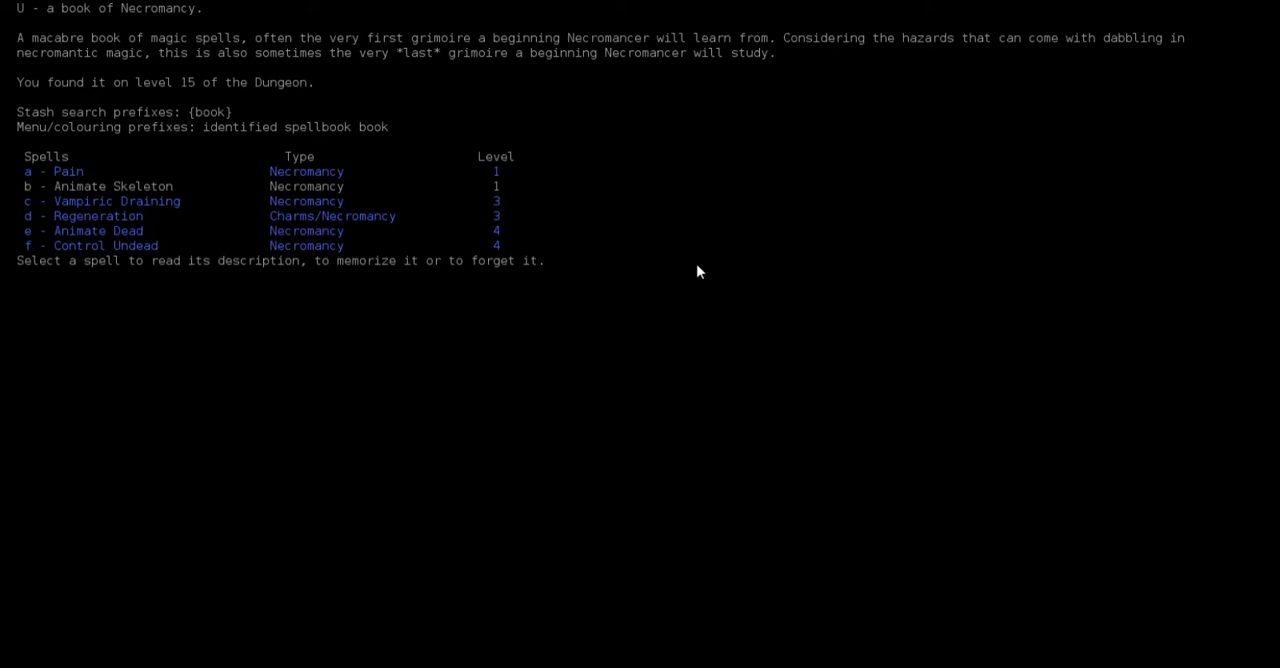 U - a book of Necromancy.
A macabre book of magic spells, often the very first grimoire a beginning Necromancer will learn from. Considering the hazards that can come with dabbling in
necromantic magic, this is also sometimes the very *last* grimoire a beginning Necromancer will study.
You found it on level 15 of the Dungeon.
Stash search prefixes: {book}
Menu/colouring prefixes: identified spellbook book
Spells Type Level
a - Pain Necromancy 1
b - Animate Skeleton Necromancy 1
c - Vampiric Draining Necromancy 3
d - Regeneration Charms/Necromancy 3
e - Animate Dead Necromancy 4
f - Control Undead Necromancy 4
Select a spell to read its description, to memorize it or to forget it.